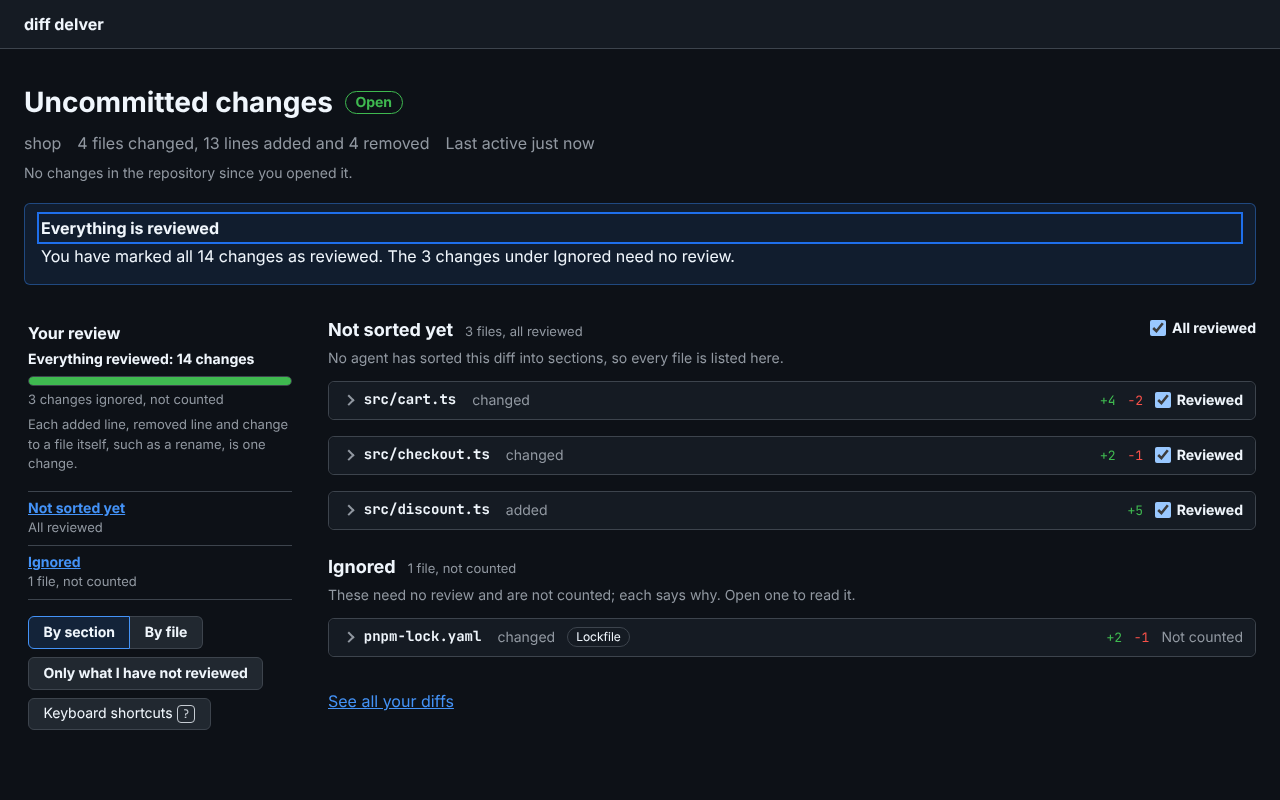 diff delver
Uncommitted changes Open
shop 4 files changed, 13 lines added and 4 removed Last active just now
No changes in the repository since you opened it.
Everything is reviewed
You have marked all 14 changes as reviewed. The 3 changes under Ignored need no review.
Your review
Everything reviewed: 14 changes
3 changes ignored, not counted
Each added line, removed line and change
to a file itself, such as a rename, is one
change.
Not sorted yet
All reviewed
Ignored
1 file, not counted
By section By file
Only what I have not reviewed
Keyboard shortcuts ?
Not sorted yet 3 files, all reviewed All reviewed
No agent has sorted this diff into sections, so every file is listed here.
src/cart.ts changed +4 -2 Reviewed
src/checkout.ts changed +2 -1 Reviewed
src/discount.ts added +5 Reviewed
Ignored 1 file, not counted
These need no review and are not counted; each says why. Open one to read it.
pnpm-lock.yaml changed Lockfile +2 -1 Not counted
See all your diffs